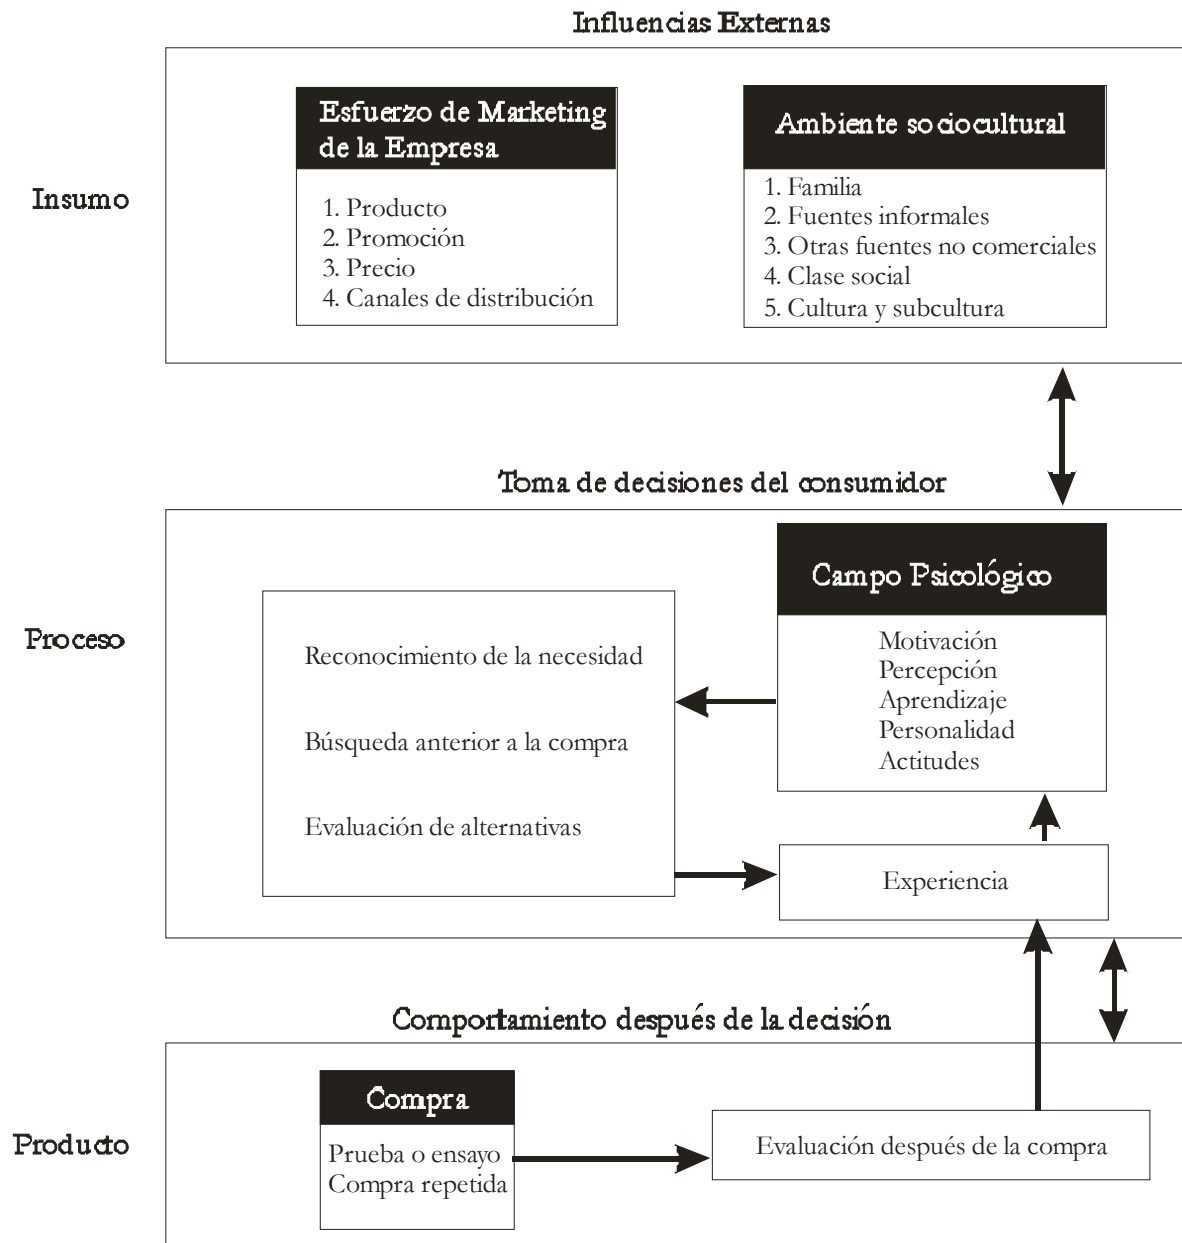 Influencias Externas
Insumo
Esfuerzo de Marketing
de la Empresa
1. Producto
2. Promoción
3. Precio
4. Canales de distribución
Ambiente sociocultural
1. Familia
2. Fuentes informales
3. Otras fuentes no comerciales
4. Clase social
5. Cultura y subcultura
Toma de decisiones del consumidor
Proceso
Reconocimiento de la necesidad
Búsqueda anterior a la compra
Evaluación de alternativas
Campo Psicológico
Motivación
Percepción
Aprendizaje
Personalidad
Actitudes
Experiencia
Comportamiento después de la decisión
Producto
Compra
Prueba o ensayo
Compra repetida
Evaluación después de la compra